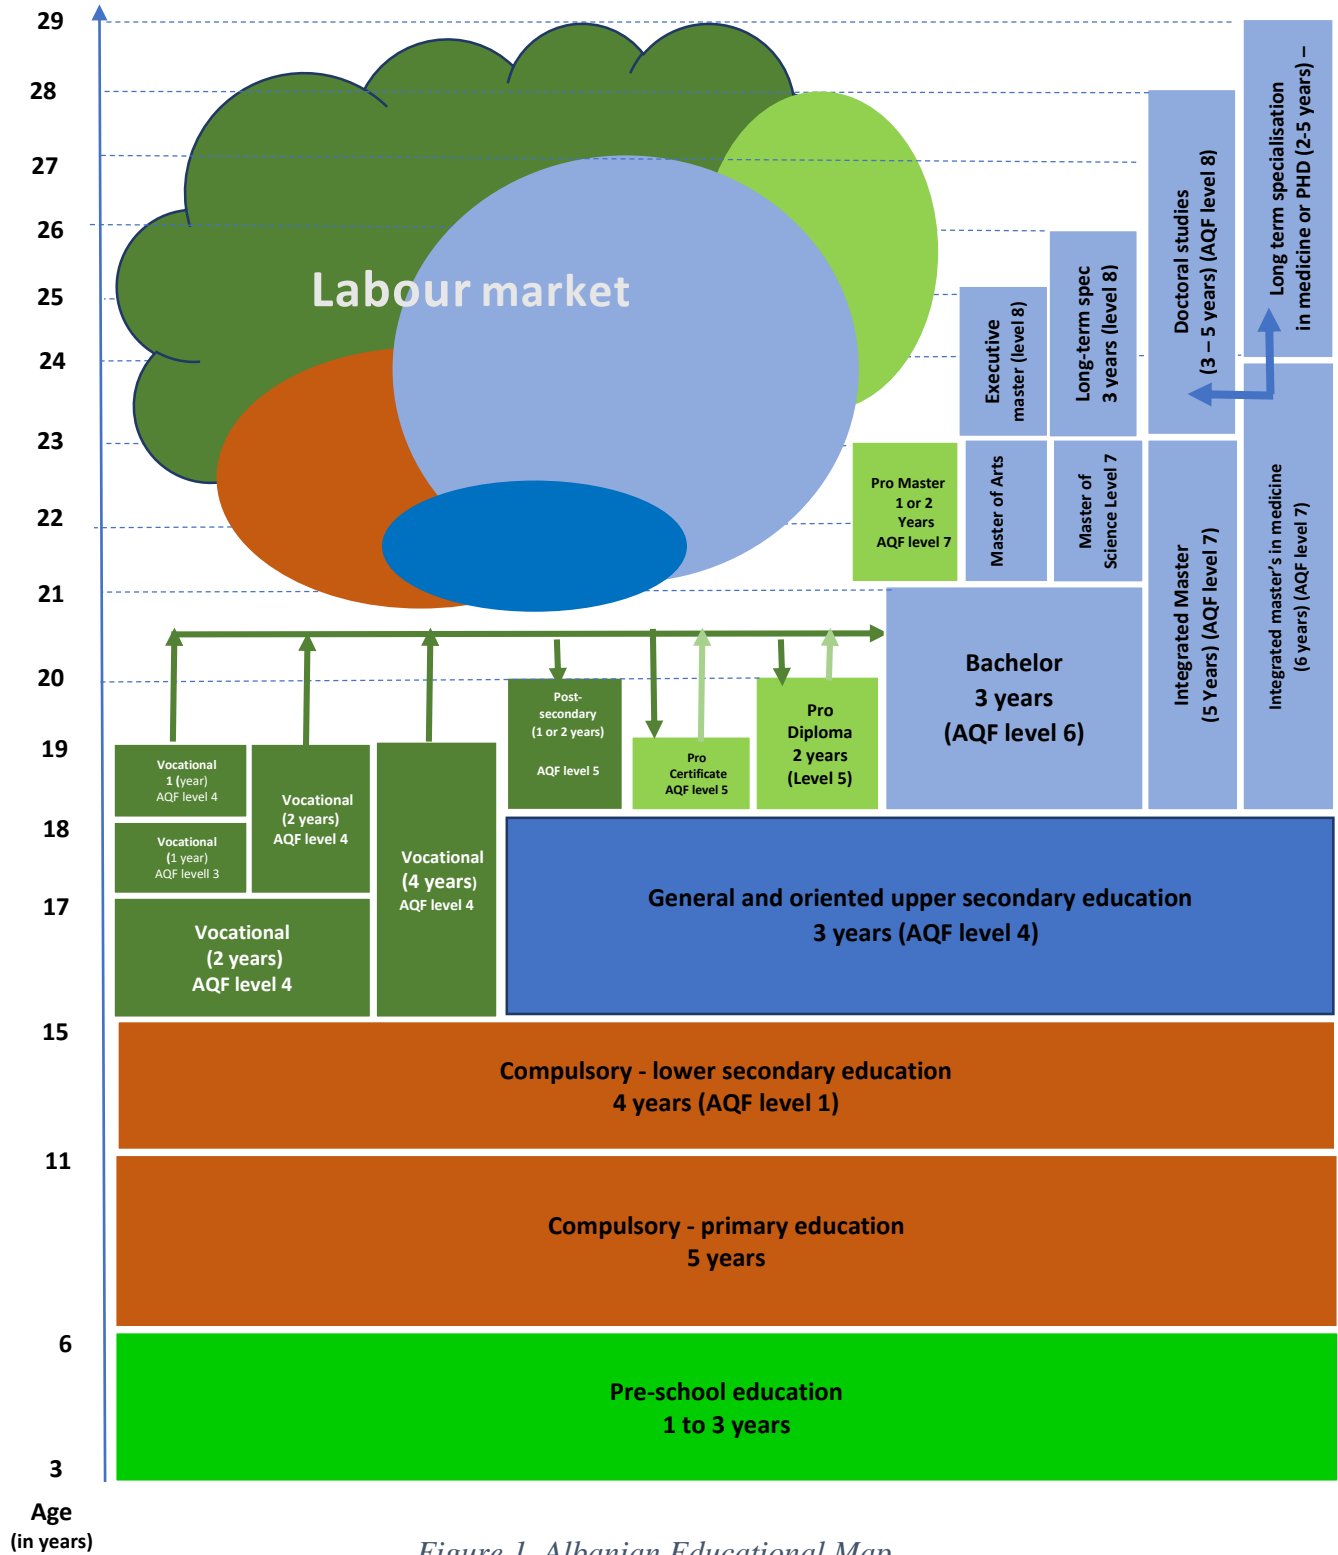 29
28
27
26
25
24
23
22
21
20
19
18
17
15
11
6
3
Age
(in years)
Labour market
Long term specialisation
in medicine or PHD (2-5 years) –
Doctoral studies
(3 – 5 years) (AQF level 8)
Long-term spec
3 years (level 8)
Executive
master (level 8)
Pro Master
1 or 2
Years
AQF level 7
Master of Arts
Master of
Science Level 7
Integrated Master
(5 Years) (AQF level 7)
Integrated master's in medicine
(6 years) (AQF level 7)
Bachelor
3 years
(AQF level 6)
Post-
secondary
(1 or 2 years)
AQF level 5
Pro
Certificate
AQF level 5
Pro
Diploma
2 years
(Level 5)
Vocational
1 (year)
AQF level 4
Vocational
(1 year)
AQF levell 3
Vocational
(2 years)
AQF level 4
Vocational
(4 years)
AQF level 4
Vocational
(2 years)
AQF level 4
General and oriented upper secondary education
3 years (AQF level 4)
Compulsory - lower secondary education
4 years (AQF level 1)
Compulsory - primary education
5 years
Pre-school education
1 to 3 years
Figure 1. Albanian Educational Map